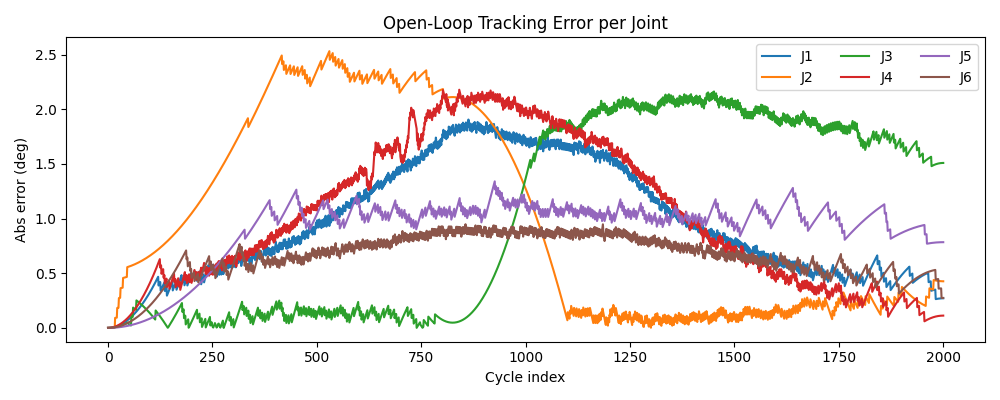 Open-Loop Tracking Error per Joint
J1 J3 J5
J2 J4 J6
2.5
2.0
1.5
1.0
0.5
0.0
Abs error (deg)
0 250 500 750 1000 1250 1500 1750 2000
Cycle index